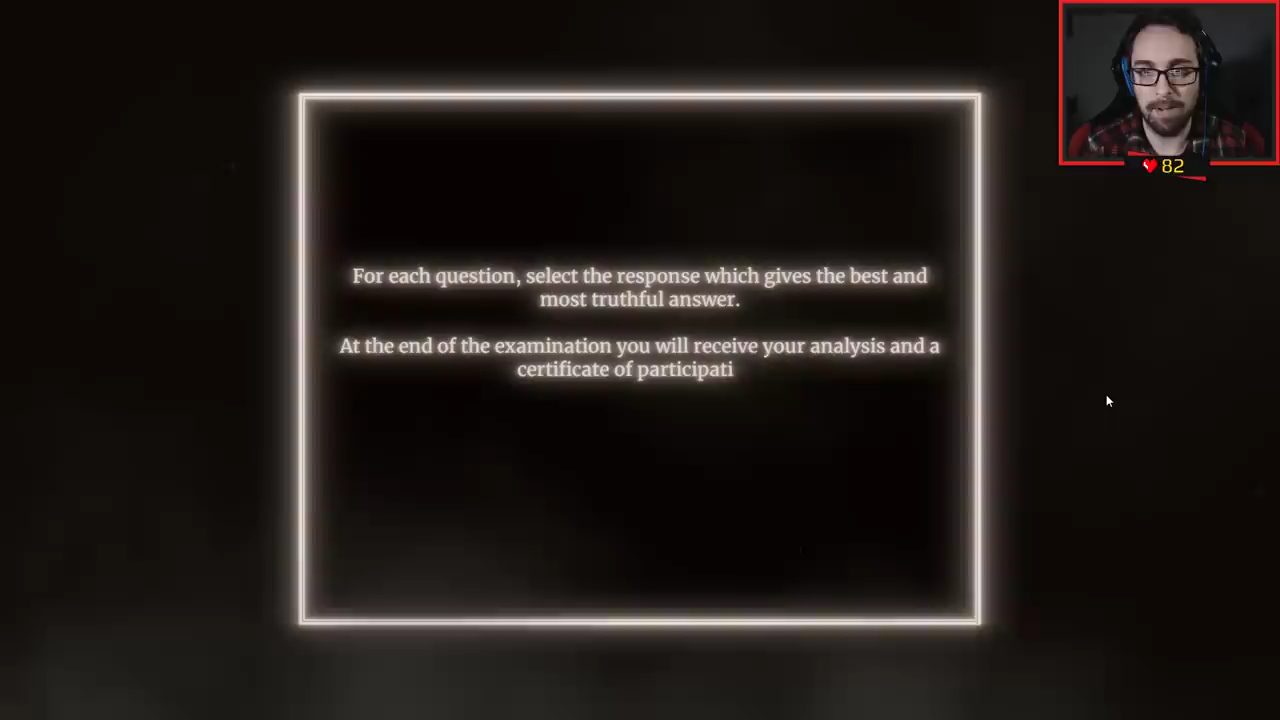 82
For each question, select the response which gives the best and
most truthful answer.
At the end of the examination you will receive your analysis and a
certificate of participati